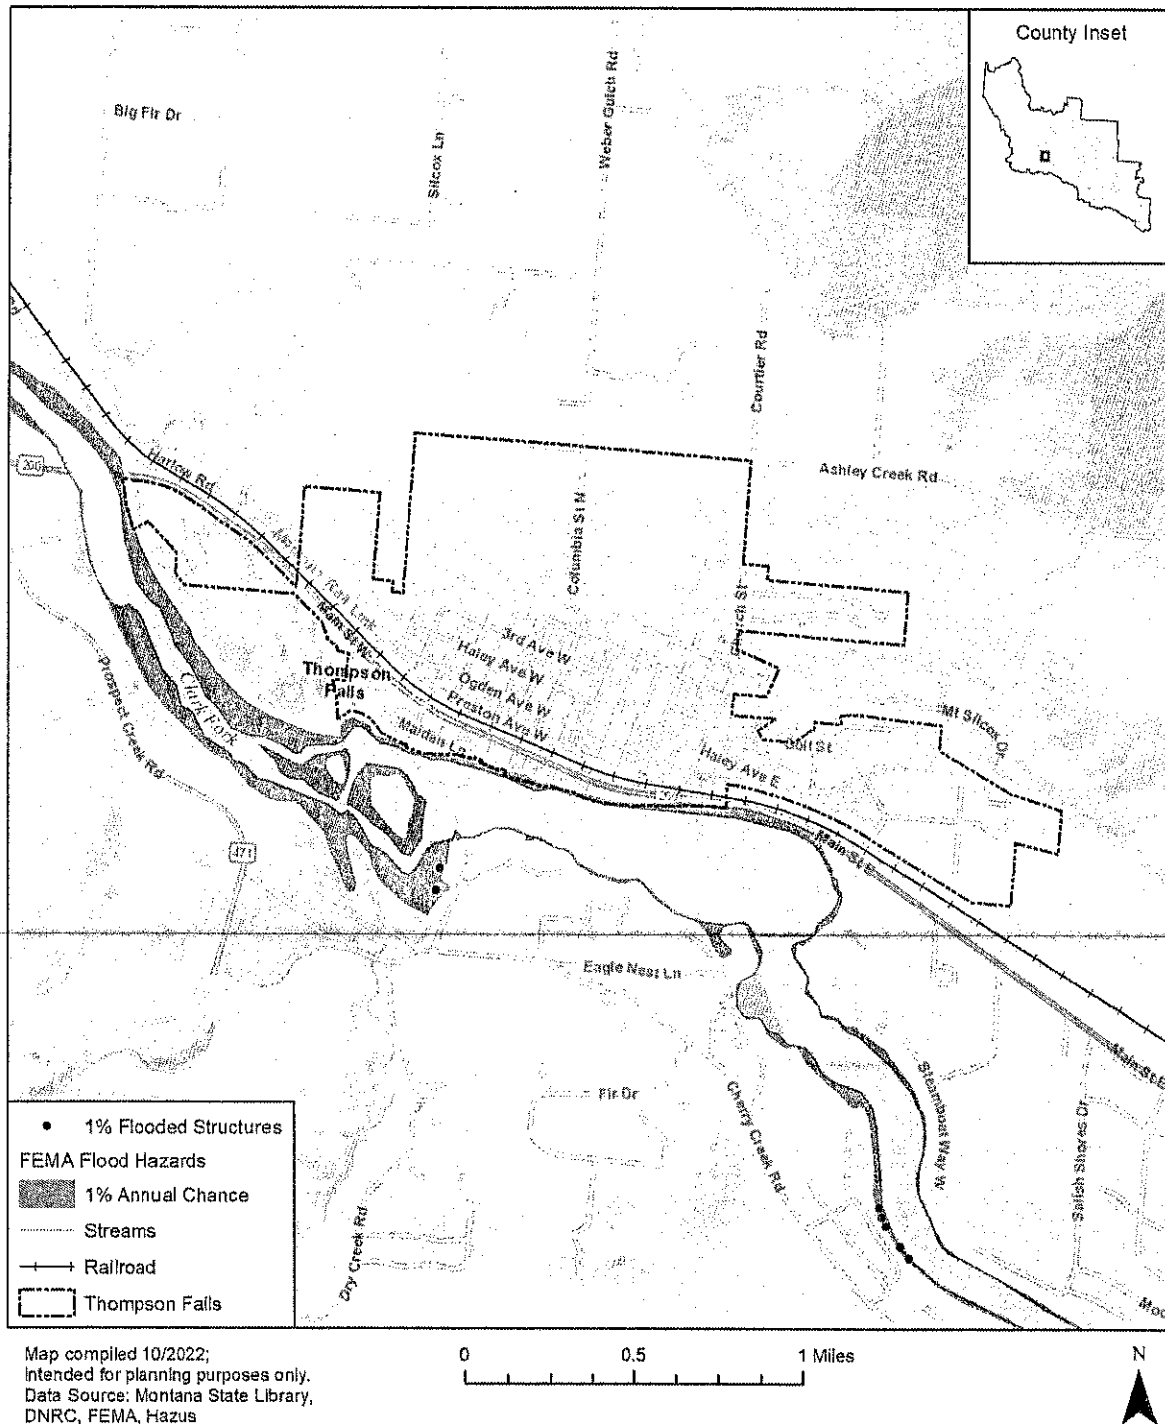 County Inset
Big Fir Dr
Silcox Ln
Weber Gulch Rd
Courtier Rd
Ashley Creek Rd
200
Harlow Rd
Columbia St N
Church St
Rail Link
Main St W
3rd Ave W
Haley Ave W
Ogden Ave W
Preston Ave W
Thompson
Falls
Maiden Ln
Clark Fork
Prospect Creek Rd
Mt Silcox Dr
Golf St
Haley Ave E
Main St E
471
Eagle Nest Ln
Fir Dr
Cherry Creek Rd
Steamboat Way W
Salish Shores Dr
Main St E
Dry Creek Rd
1% Flooded Structures
FEMA Flood Hazards
1% Annual Chance
Streams
Railroad
Thompson Falls
Map compiled 10/2022;
intended for planning purposes only.
Data Source: Montana State Library,
DNRC, FEMA, Hazus
0 0.5 1 Miles
N